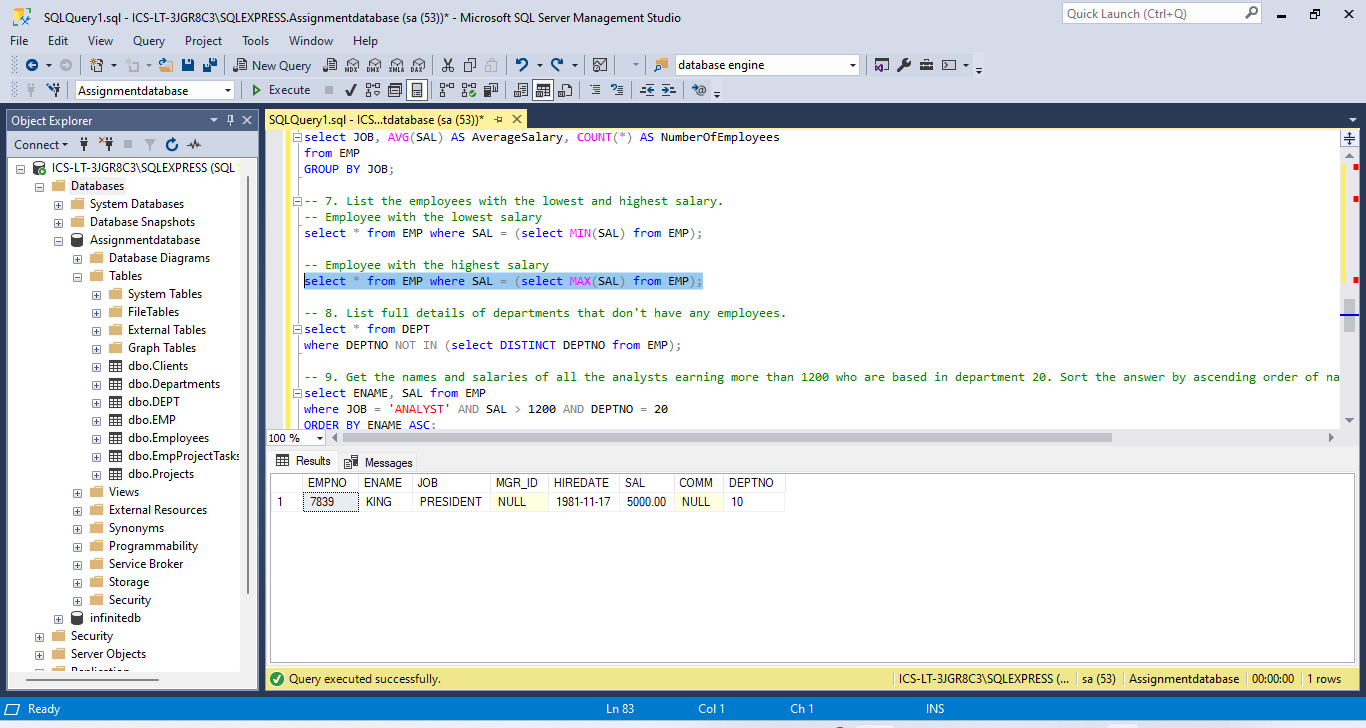 SQLQuery1.sql - ICS-LT-3JGR8C3\SQLEXPRESS.Assignmentdatabase (sa (53))* - Microsoft SQL Server Management Studio
Quick Launch (Ctrl+Q)
File Edit View Query Project Tools Window Help
New Query MDX DMX XMLA DAX database engine
Assignmentdatabase Execute
Object Explorer
Connect
ICS-LT-3JGR8C3\SQLEXPRESS (SQL
Databases
System Databases
Database Snapshots
Assignmentdatabase
Database Diagrams
Tables
System Tables
FileTables
External Tables
Graph Tables
dbo.Clients
dbo.Departments
dbo.DEPT
dbo.EMP
dbo.Employees
dbo.EmpProjectTasks
dbo.Projects
Views
External Resources
Synonyms
Programmability
Service Broker
Storage
Security
infinitedb
Security
Server Objects
Replication
SQLQuery1.sql - ICS...tdatabase (sa (53))*
select JOB, AVG(SAL) AS AverageSalary, COUNT(*) AS NumberOfEmployees
from EMP
GROUP BY JOB;
-- 7. List the employees with the lowest and highest salary.
-- Employee with the lowest salary
select * from EMP where SAL = (select MIN(SAL) from EMP);
-- Employee with the highest salary
select * from EMP where SAL = (select MAX(SAL) from EMP);
-- 8. List full details of departments that don't have any employees.
select * from DEPT
where DEPTNO NOT IN (select DISTINCT DEPTNO from EMP);
-- 9. Get the names and salaries of all the analysts earning more than 1200 who are based in department 20. Sort the answer by ascending order of na
select ENAME, SAL from EMP
where JOB = 'ANALYST' AND SAL > 1200 AND DEPTNO = 20
ORDER BY ENAME ASC;
100 %
Results Messages
EMPNO ENAME JOB MGR_ID HIREDATE SAL COMM DEPTNO
1 7839 KING PRESIDENT NULL 1981-11-17 5000.00 NULL 10
Query executed successfully. ICS-LT-3JGR8C3\SQLEXPRESS (... sa (53) Assignmentdatabase 00:00:00 1 rows
Ready Ln 83 Col 1 Ch 1 INS